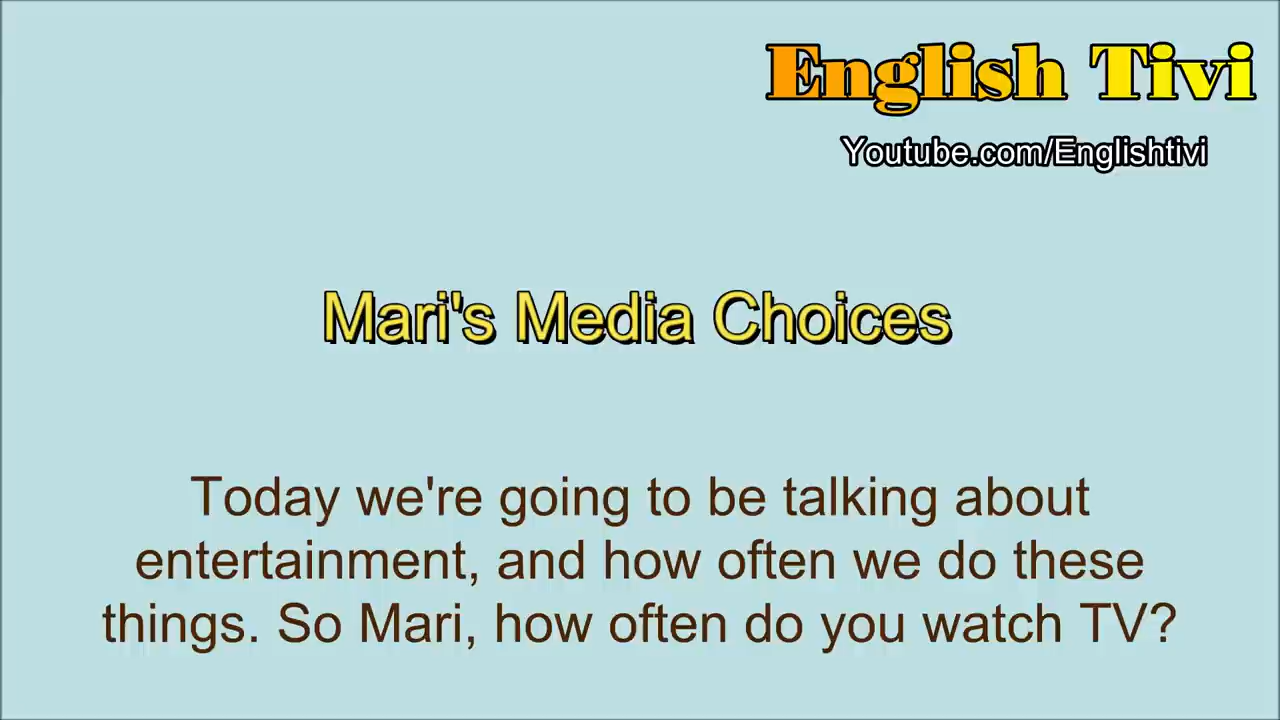 English Tivi
Youtube.com/Englishtivi
Mari's Media Choices
Today we're going to be talking about
entertainment, and how often we do these
things. So Mari, how often do you watch TV?